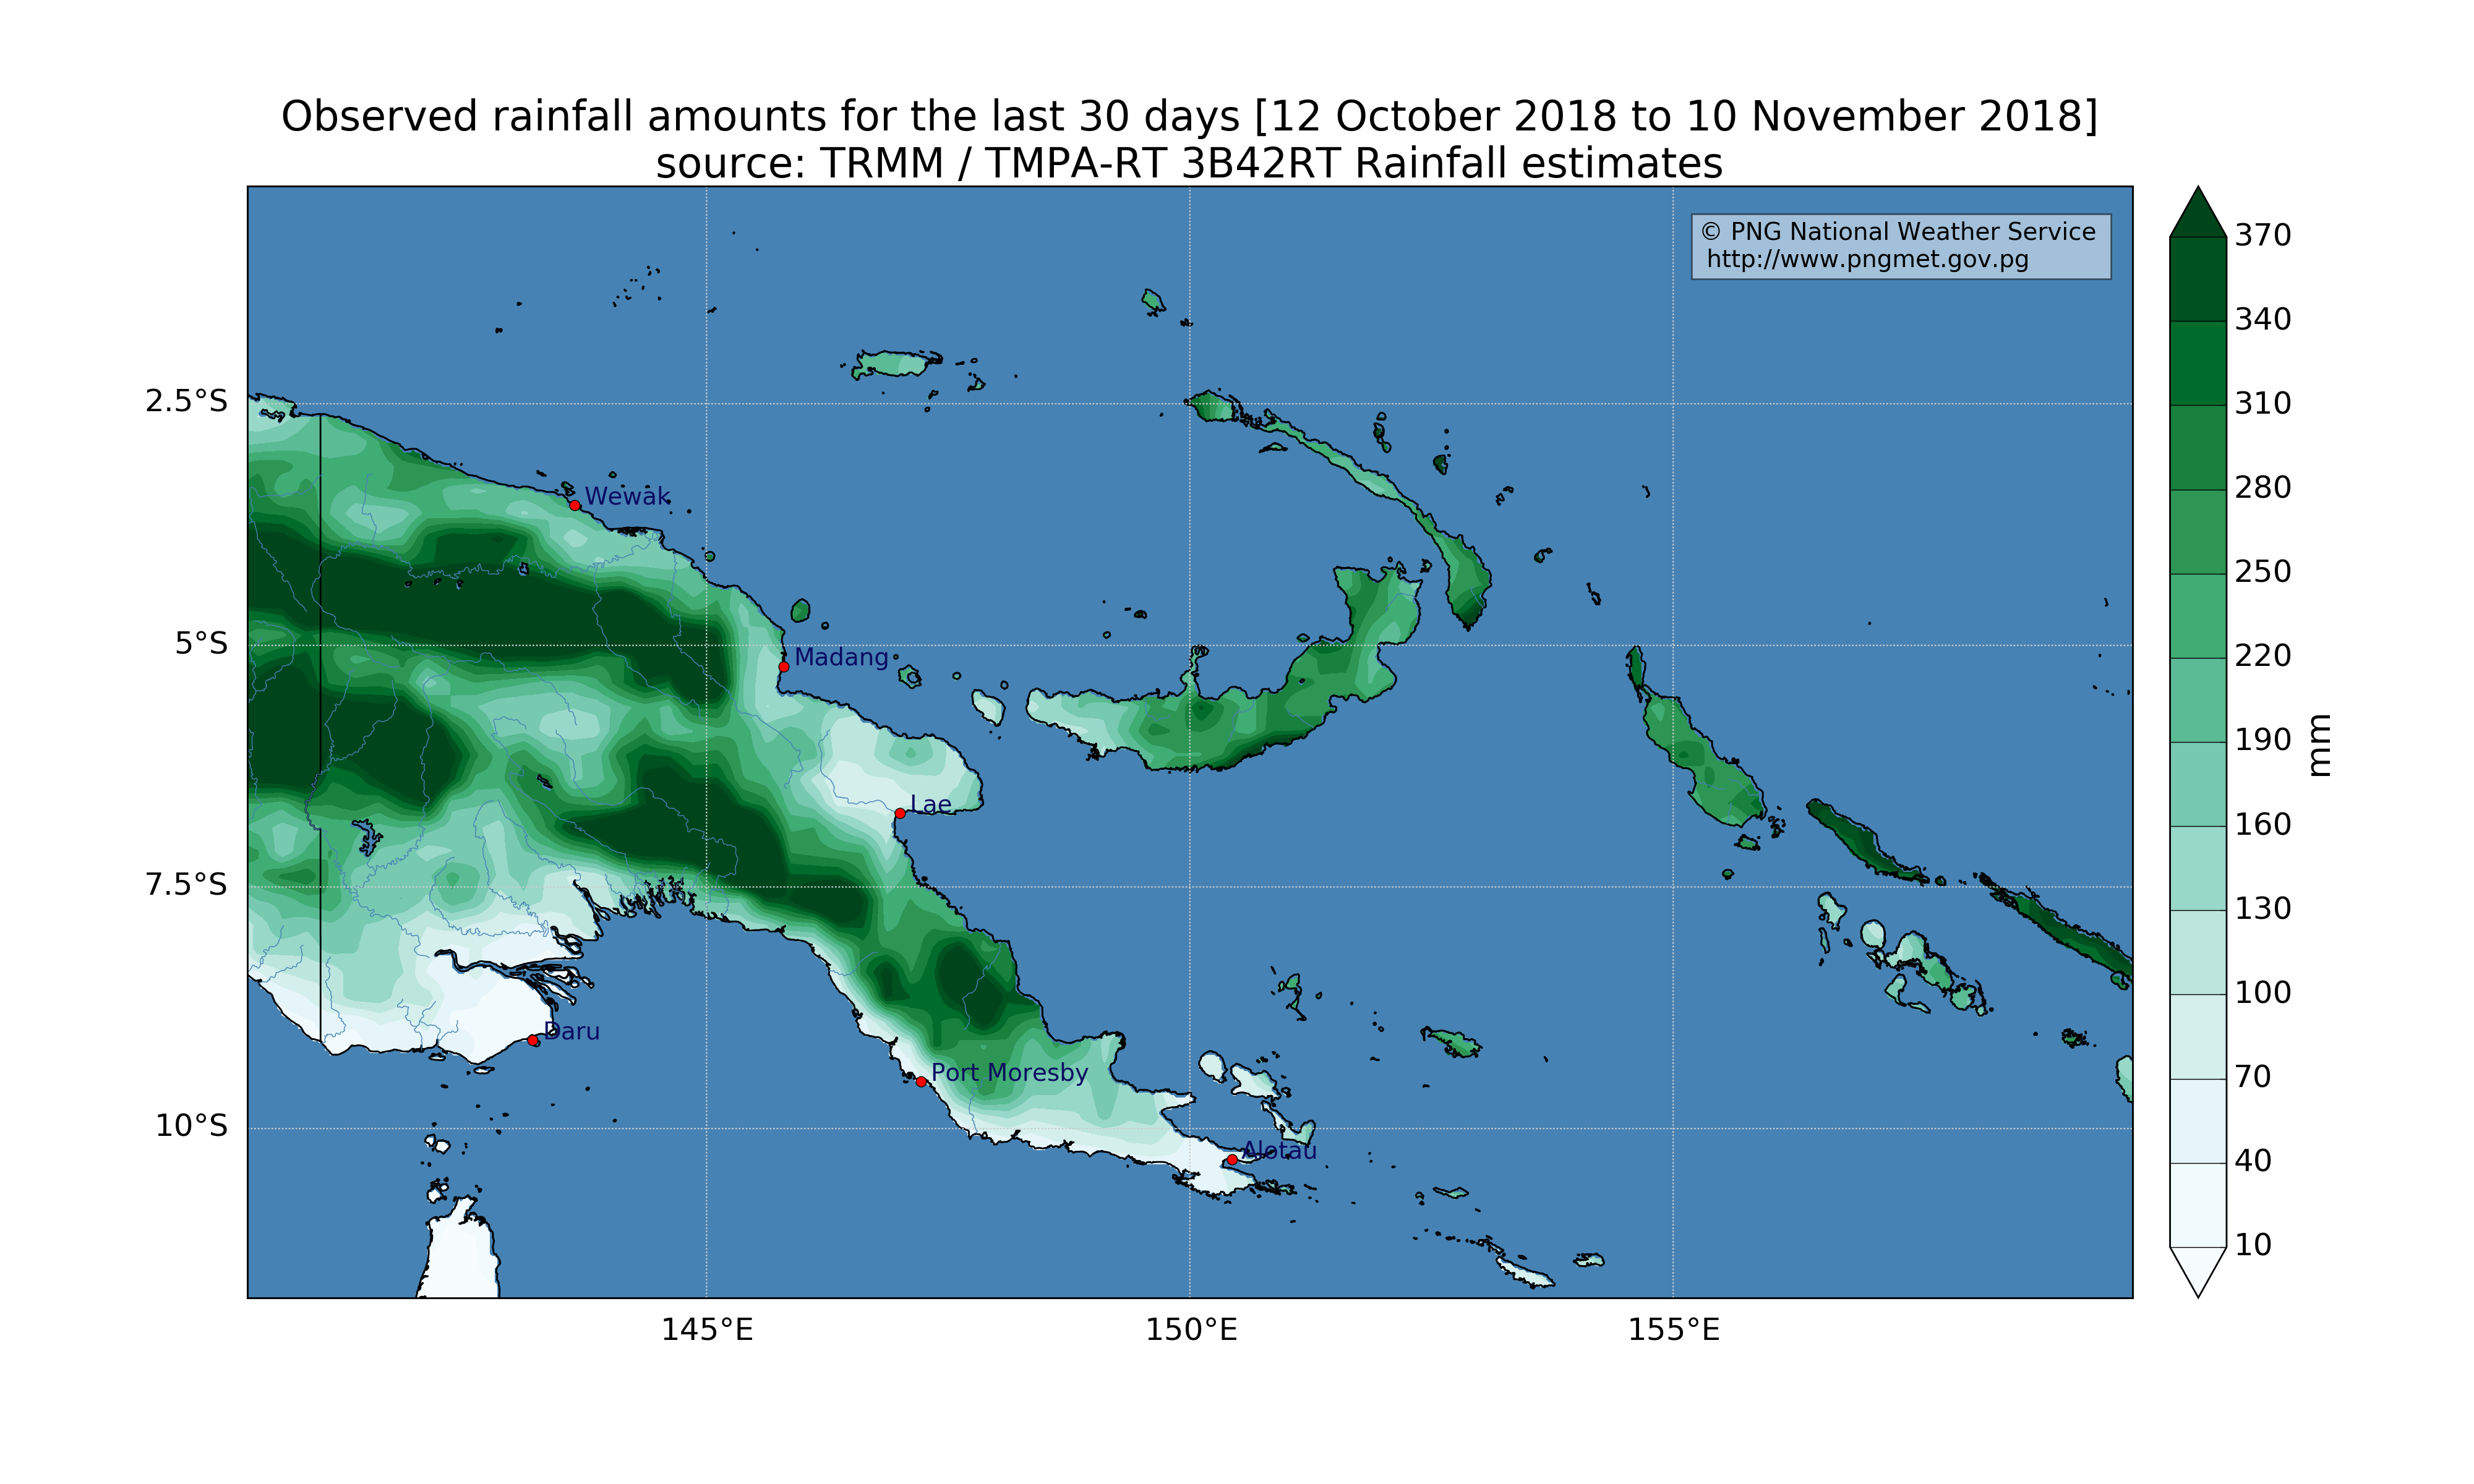 Observed rainfall amounts for the last 30 days [12 October 2018 to 10 November 2018]
source: TRMM / TMPA-RT 3B42RT Rainfall estimates
© PNG National Weather Service
http://www.pngmet.gov.pg
370
340
310
280
250
220
190
160
130
100
70
40
10
mm
2.5°S
5°S
7.5°S
10°S
Wewak
Madang
Lae
Daru
Port Moresby
Alotau
145°E
150°E
155°E